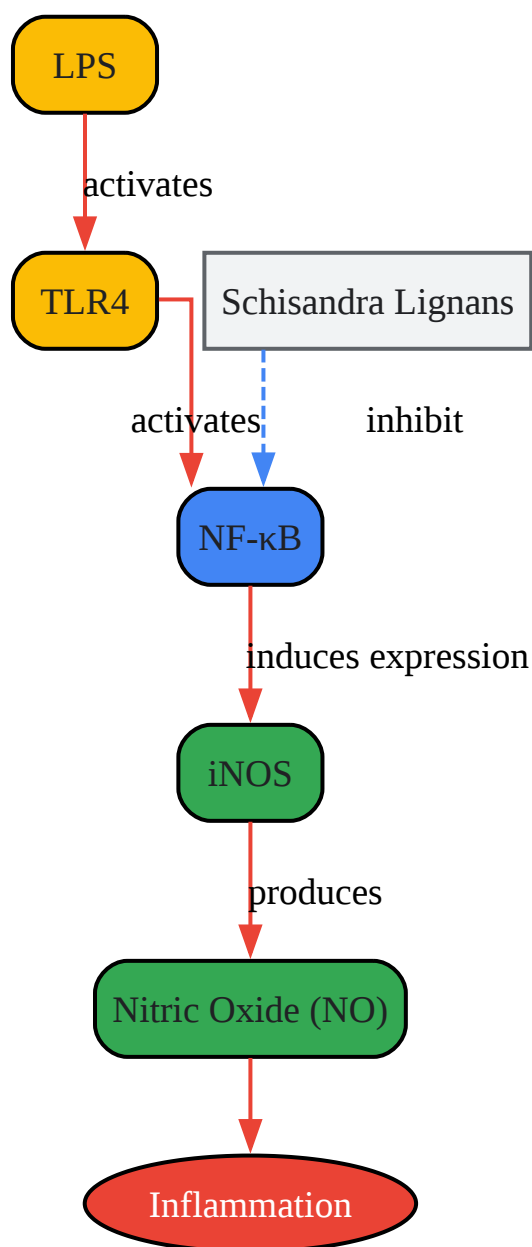 LPS
activates
TLR4
Schisandra Lignans
activates
inhibit
NF-κB
induces expression
iNOS
produces
Nitric Oxide (NO)
Inflammation